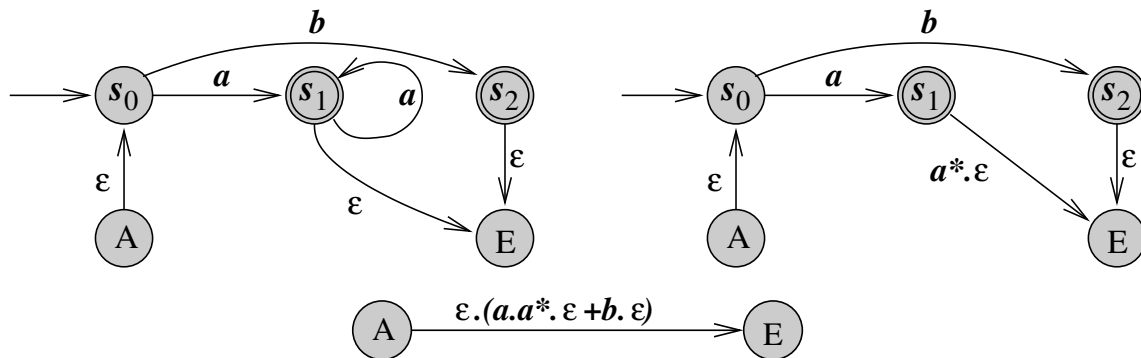 b b
s0 a s1 a s2 s0 a s1 s2
ε ε ε ε a*.ε ε
A E A E
A ε.(a.a*.ε+b.ε) E